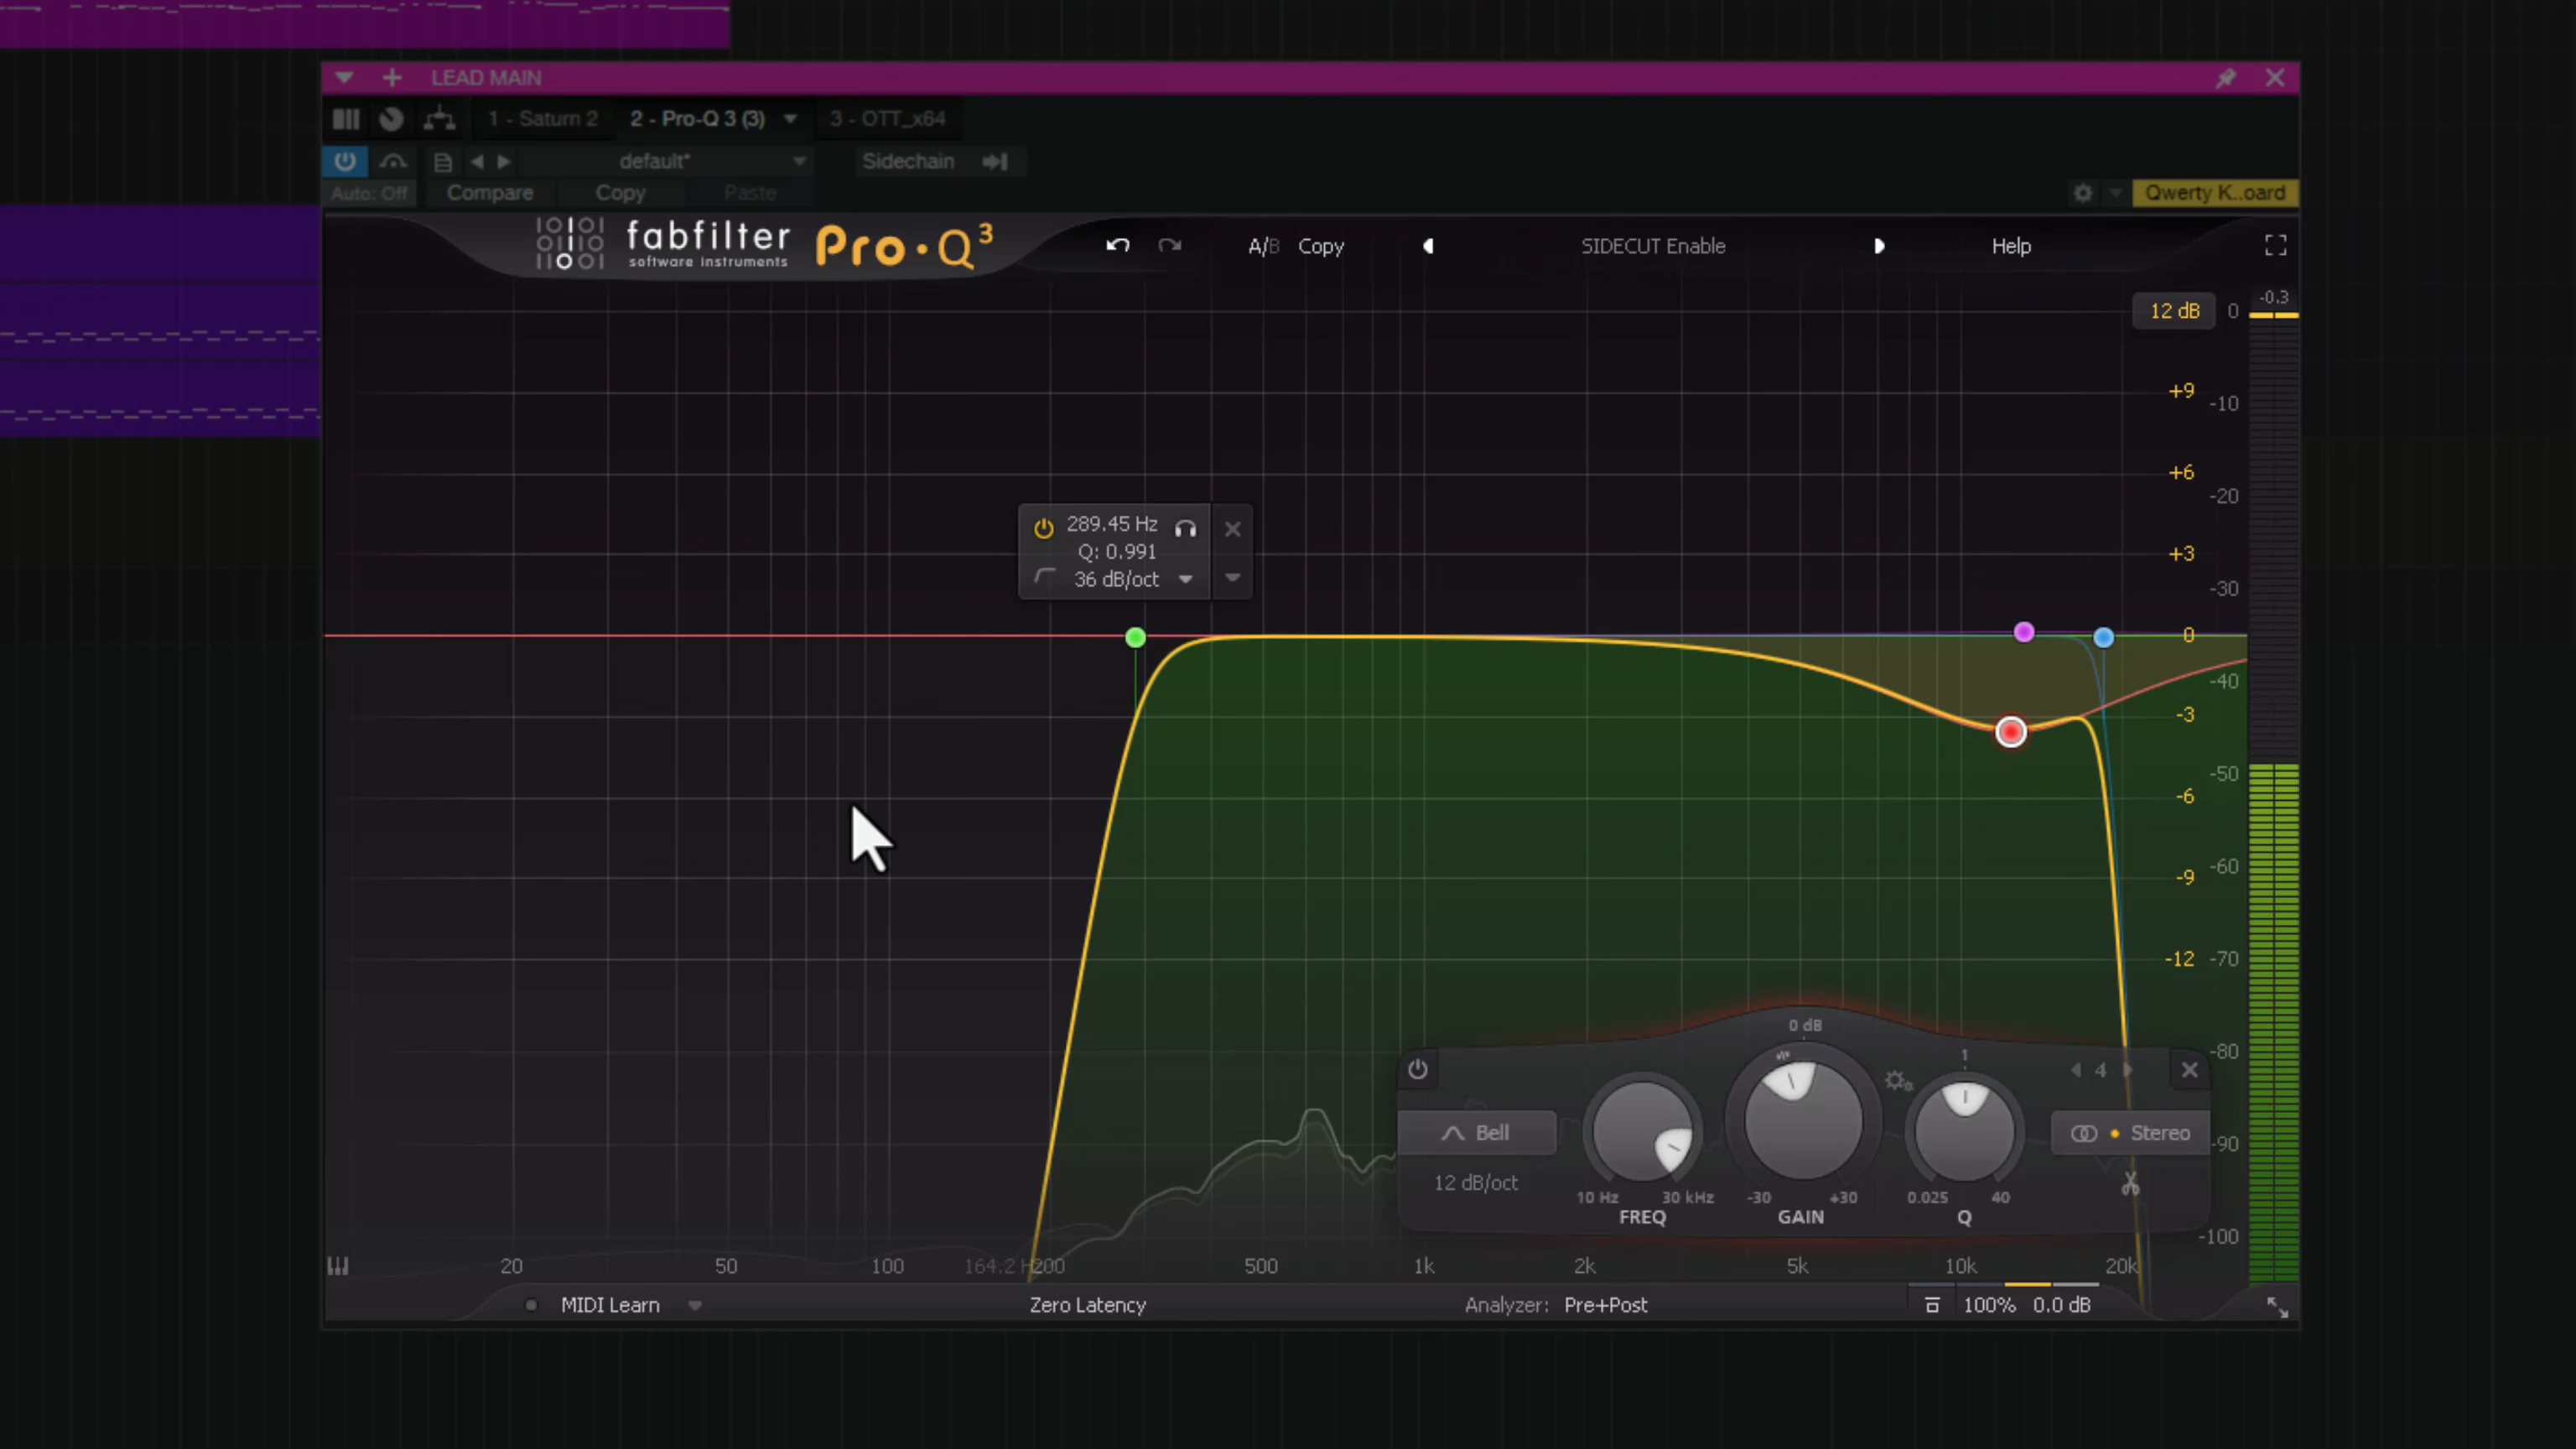 LEAD MAIN
1 - Saturn 2
2 - Pro-Q 3 (3)
3 - OTT_x64
default*
Sidechain
Auto: Off
Compare
Copy
Paste
Qwerty K..oard
fabfilter
software instruments
Pro·Q3
A/B
Copy
SIDECUT Enable
Help
12 dB
0
-0.3
+9
-10
+6
-20
289.45 Hz
Q: 0.991
36 dB/oct
+3
-30
0
-40
-3
-50
-6
-60
-9
-12
-70
0 dB
-80
1
4
Bell
Stereo
-90
12 dB/oct
10 Hz
30 kHz
-30
+30
0.025
40
FREQ
GAIN
Q
-100
20
50
100
164.2 H
200
500
1k
2k
5k
10k
20k
MIDI Learn
Zero Latency
Analyzer: Pre+Post
100%
0.0 dB